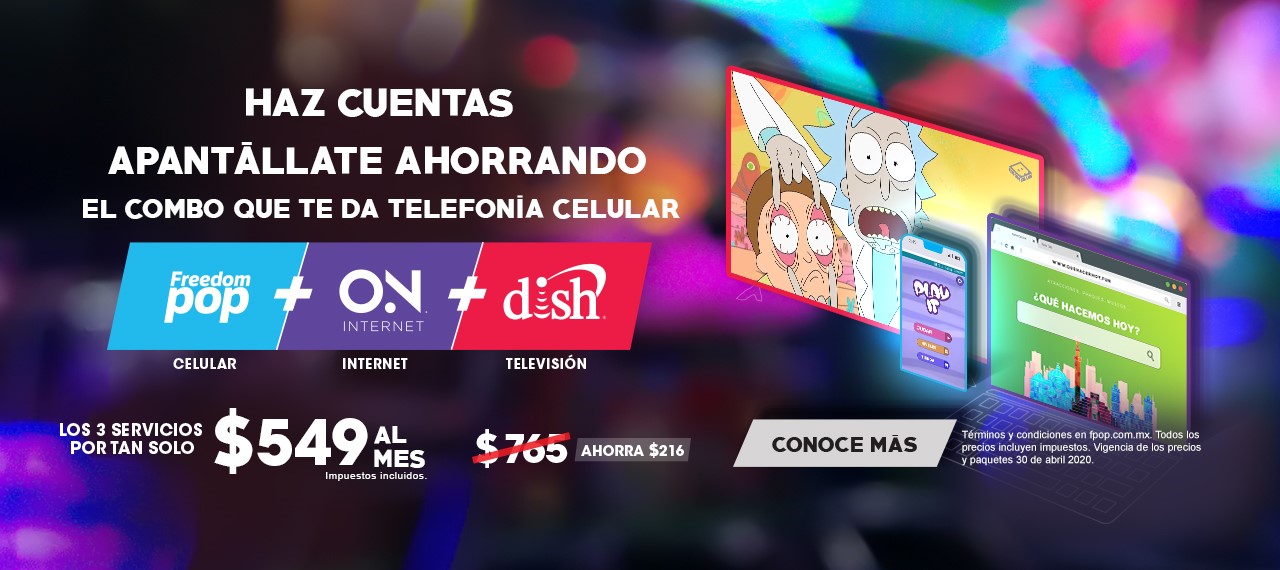 HAZ CUENTAS
APANTÁLLATE AHORRANDO
EL COMBO QUE TE DA TELEFONÍA CELULAR
Freedom
pop
+
ON
INTERNET
+
dish
CELULAR
INTERNET
TELEVISIÓN
LOS 3 SERVICIOS
POR TAN SOLO
$549 AL
MES
Impuestos incluidos.
$765
AHORRA $216
PLAY
IT
JUGAR
¿QUÉ HACEMOS HOY?
CONOCE MÁS
Términos y condiciones en fpop.com.mx. Todos los
precios incluyen impuestos. Vigencia de los precios
y paquetes 30 de abril 2020.